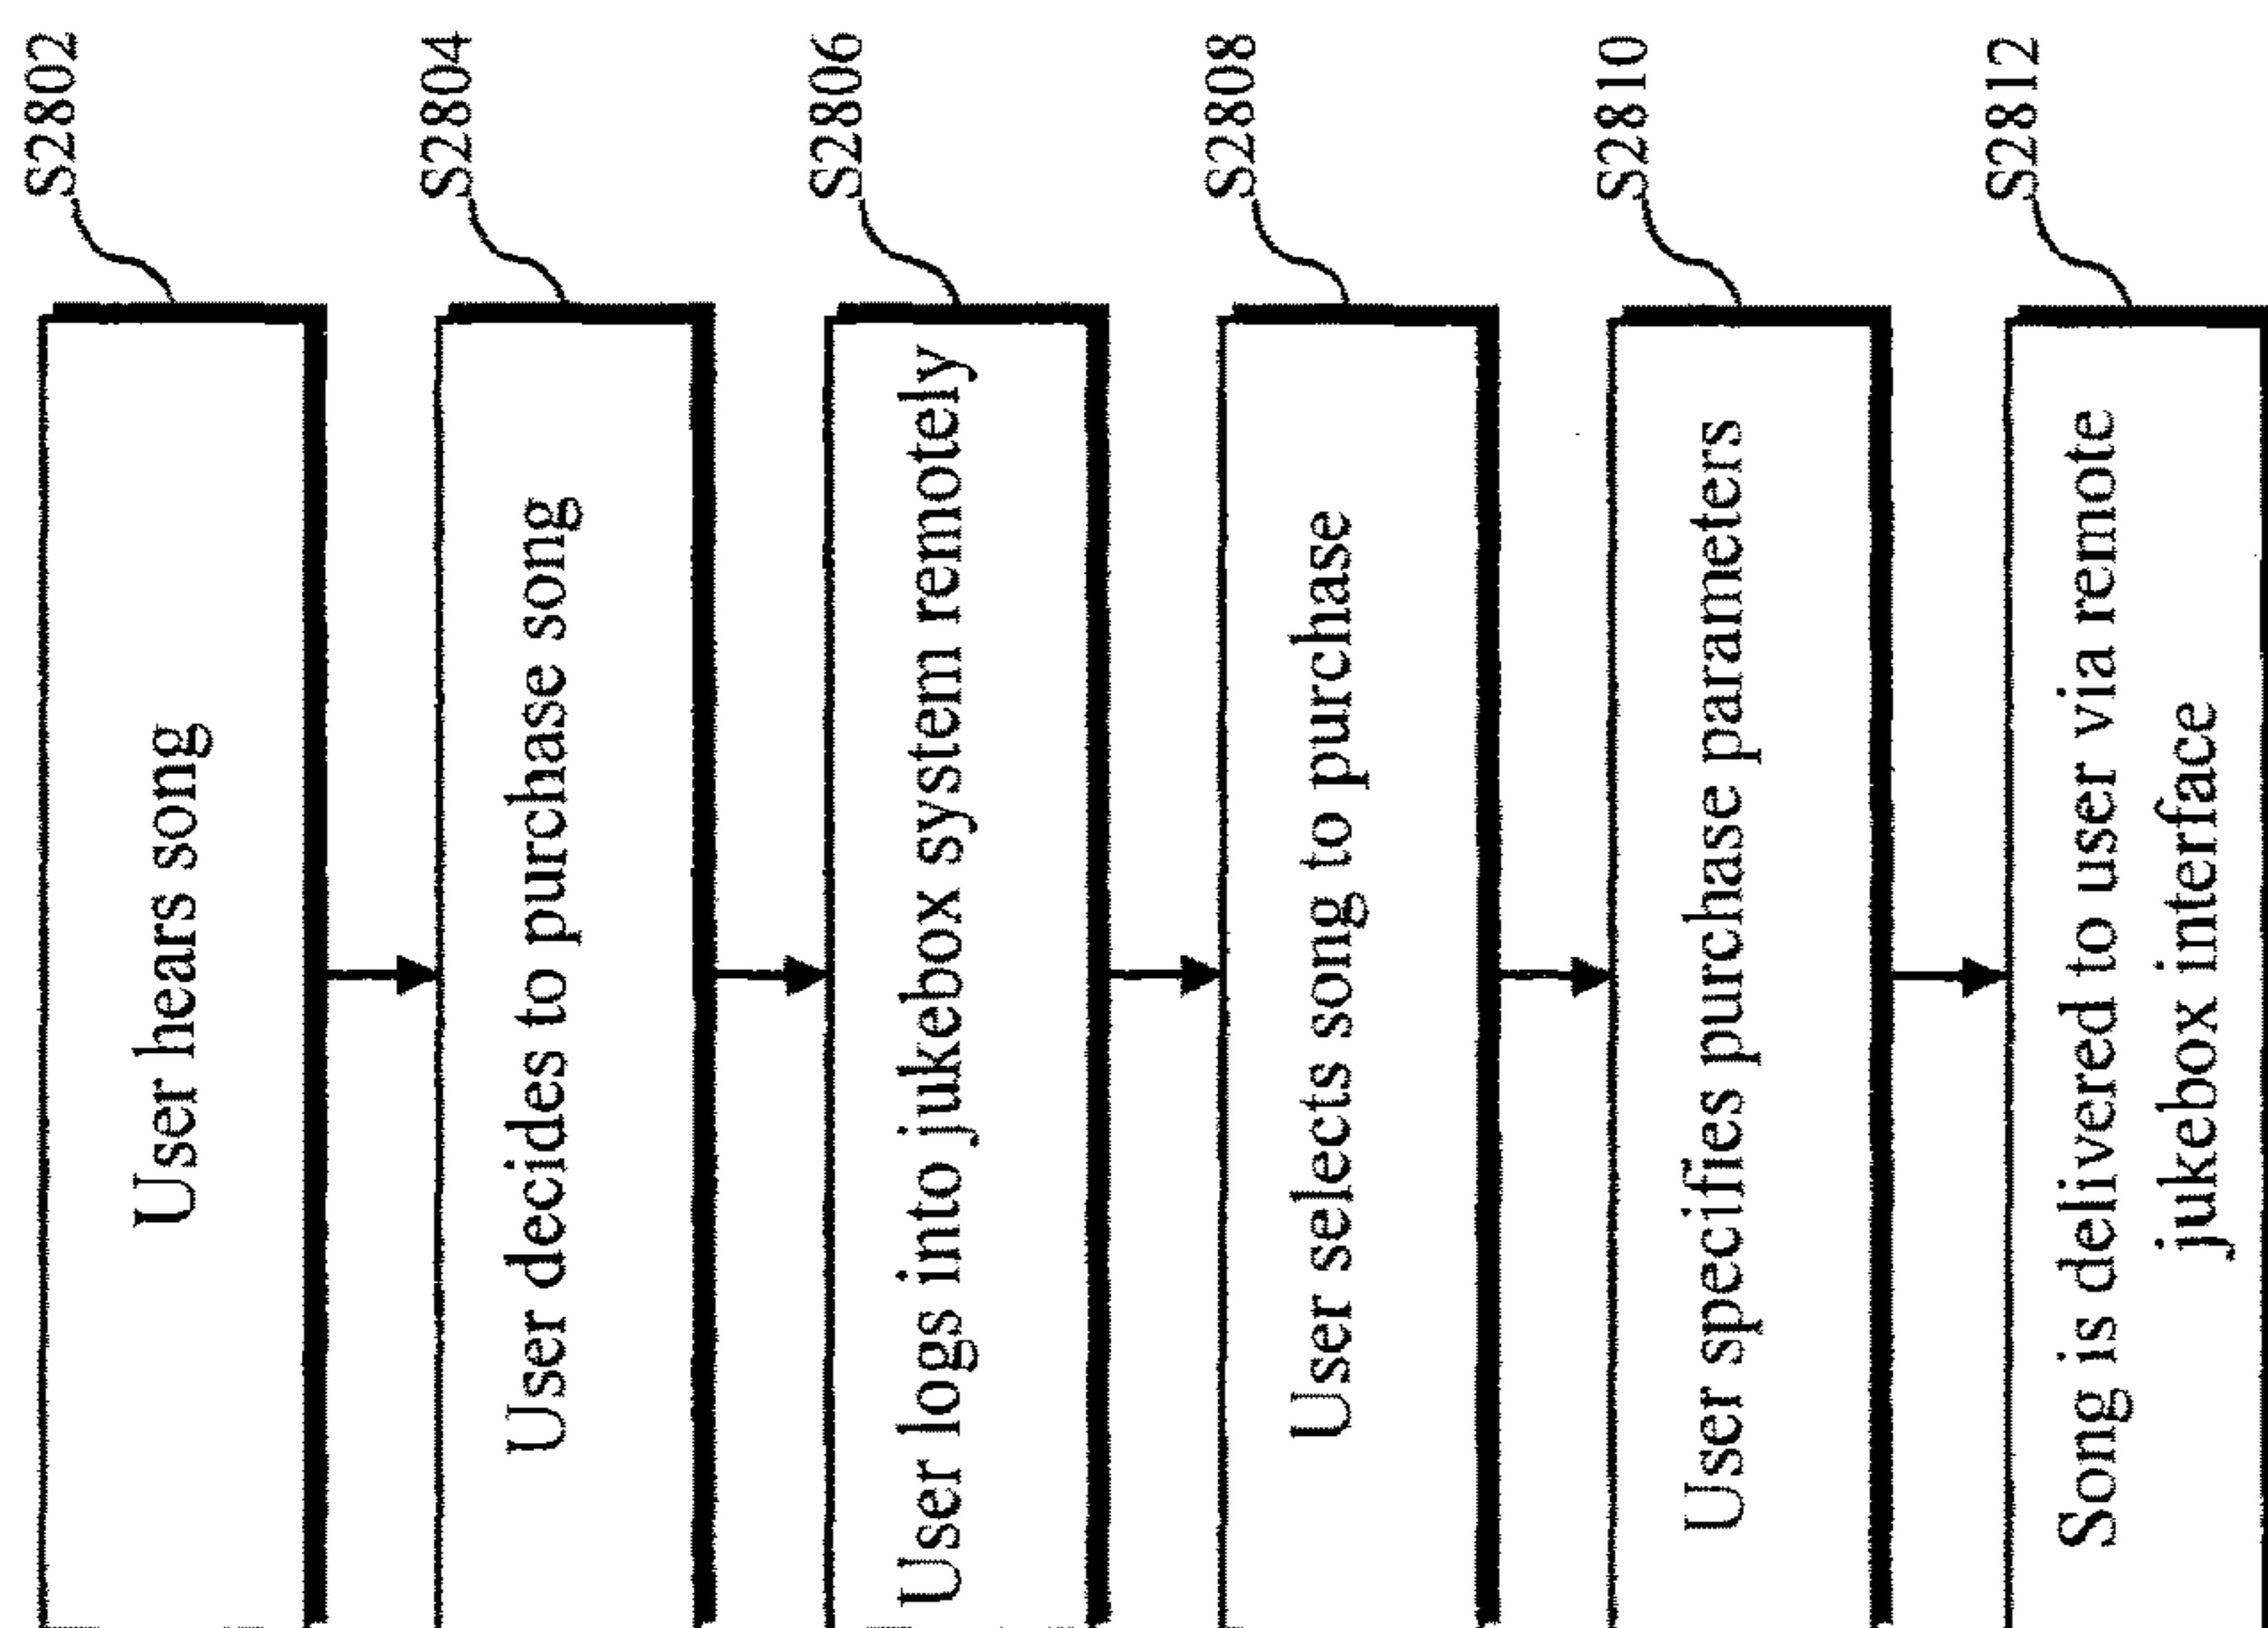 User hears song
S2802
User decides to purchase song
S2804
User logs into jukebox system remotely
S2806
User selects song to purchase
S2808
User specifies purchase parameters
S2810
Song is delivered to user via remote
jukebox interface
S2812